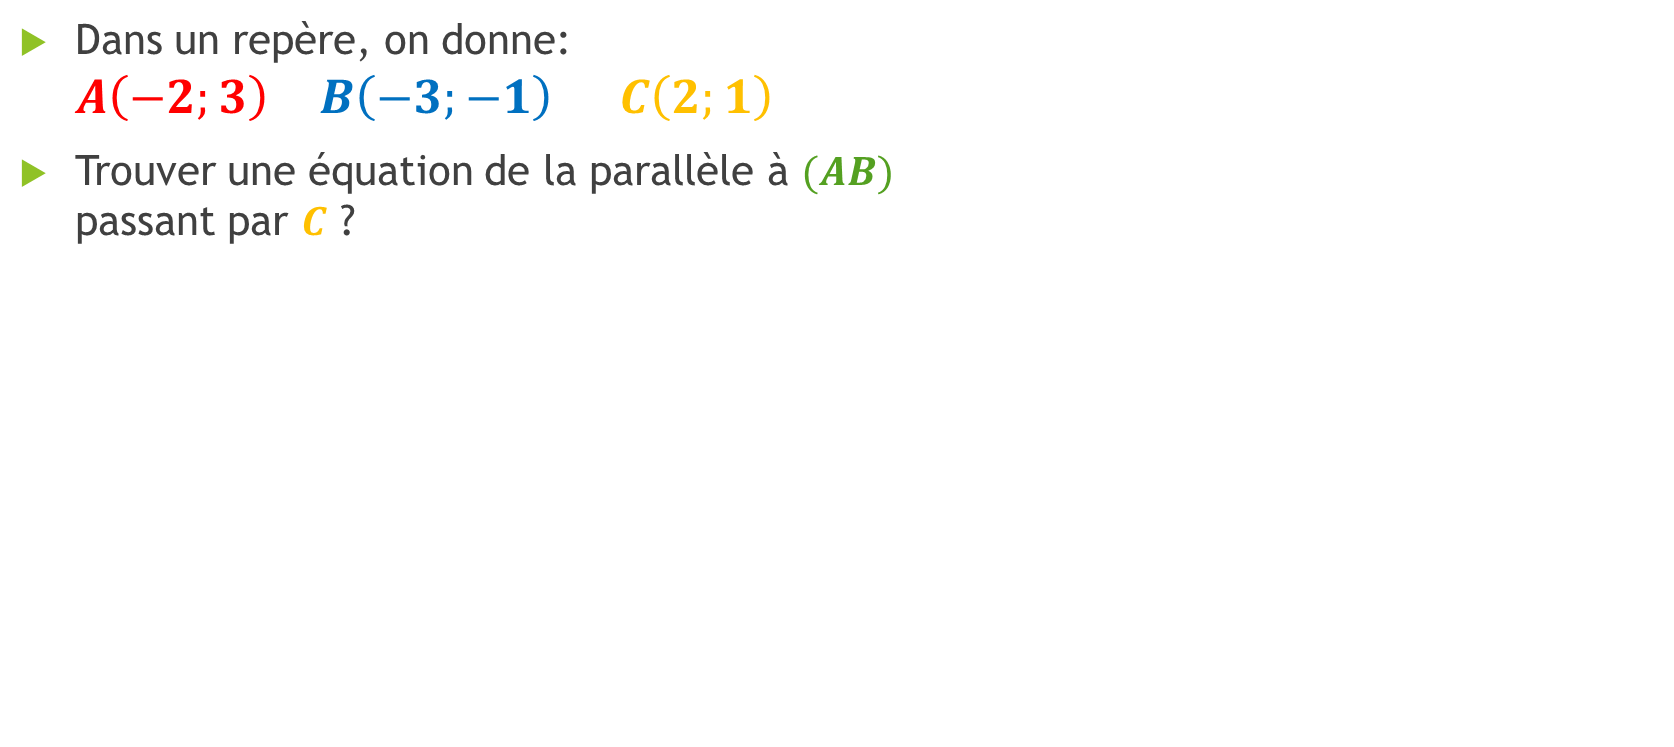 Dans un repère, on donne:
A(−2; 3) B(−3; −1) C(2; 1)
Trouver une équation de la parallèle à (AB)
passant par C ?